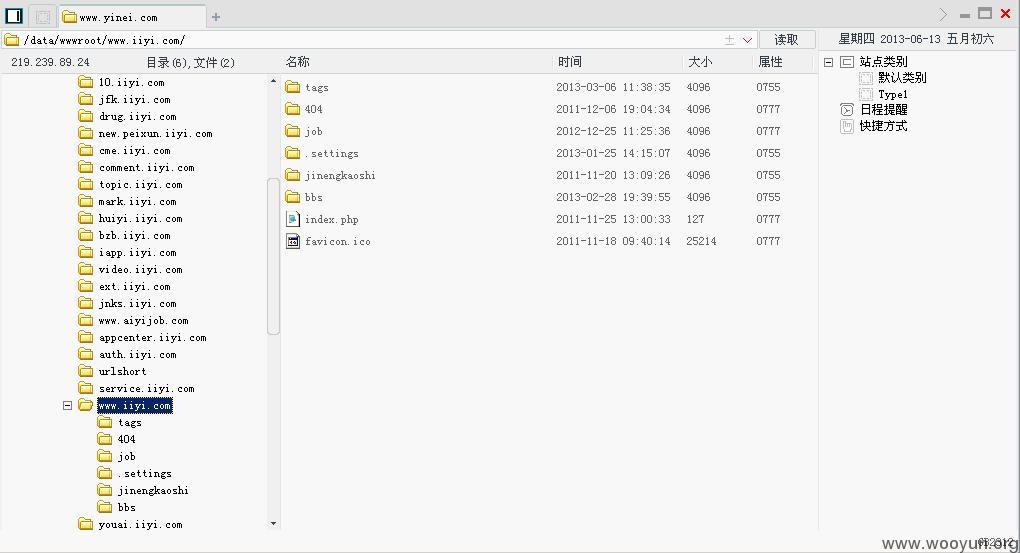 www.yinei.com
/data/wwwroot/www.iiyi.com/
读取
星期四 2013-06-13 五月初六
219.239.89.24 目录(6),文件(2)
名称 时间 大小 属性
10.iiyi.com
jfk.iiyi.com
drug.iiyi.com
new.peixun.iiyi.com
cme.iiyi.com
comment.iiyi.com
topic.iiyi.com
mark.iiyi.com
huiyi.iiyi.com
bzb.iiyi.com
iapp.iiyi.com
video.iiyi.com
ext.iiyi.com
jnks.iiyi.com
www.aiyijob.com
appcenter.iiyi.com
auth.iiyi.com
urlshort
service.iiyi.com
www.iiyi.com
tags
404
job
.settings
jinengkaoshi
bbs
youai.iiyi.com
tags 2013-03-06 11:38:35 4096 0755
404 2011-12-06 19:04:34 4096 0777
job 2012-12-25 11:25:36 4096 0777
.settings 2013-01-25 14:15:07 4096 0755
jinengkaoshi 2011-11-20 13:09:26 4096 0755
bbs 2013-02-28 19:39:55 4096 0755
index.php 2011-11-25 13:00:33 127 0777
favicon.ico 2011-11-18 09:40:14 25214 0777
站点类别
默认类别
Type1
日程提醒
快捷方式
www.wooyun.org